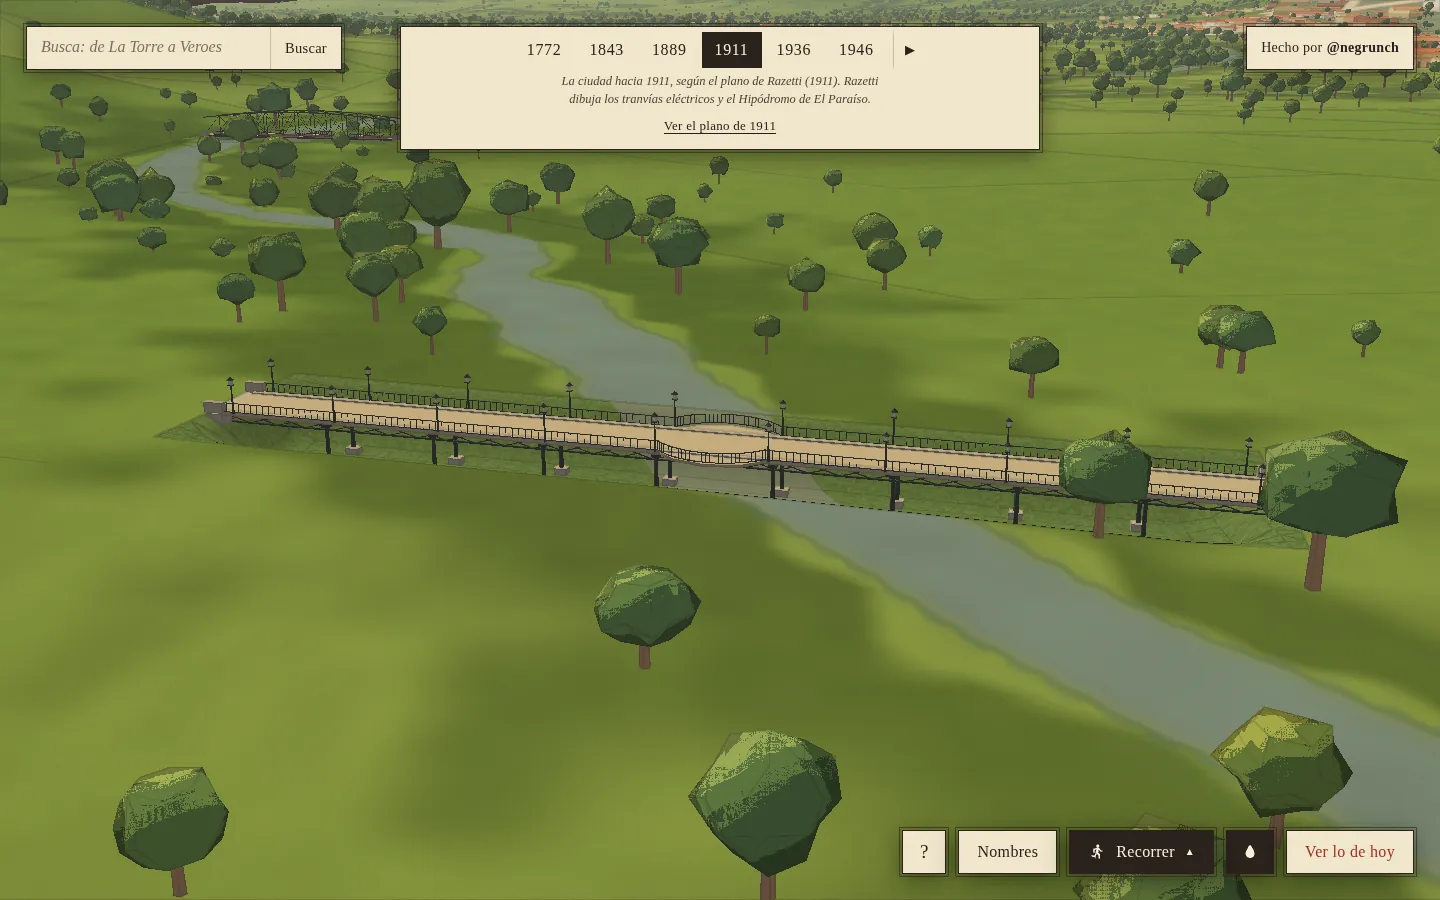 Busca: de La Torre a Veroes
Buscar
1772 1843 1889 1911 1936 1946
La ciudad hacia 1911, según el plano de Razetti (1911). Razetti
dibuja los tranvías eléctricos y el Hipódromo de El Paraíso.
Ver el plano de 1911
Hecho por @negrunch
?
Nombres
Recorrer
Ver lo de hoy